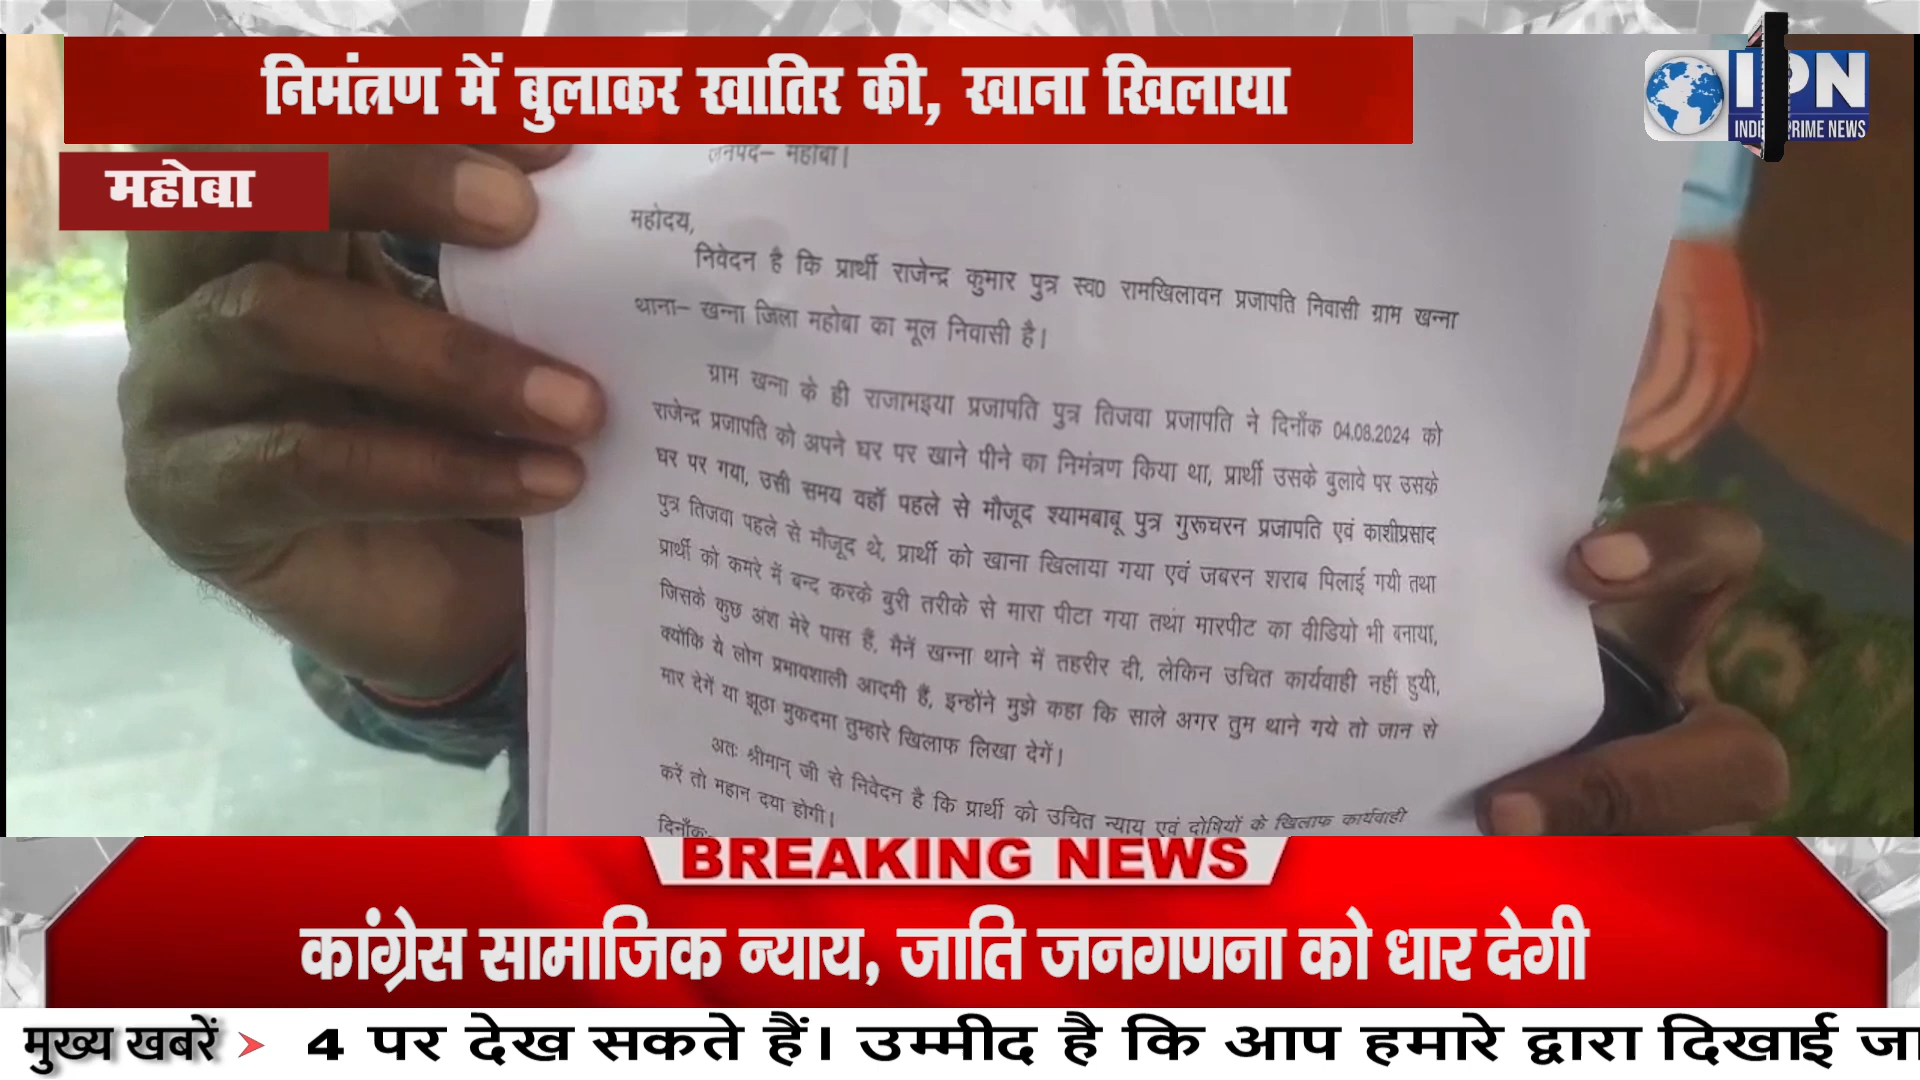 निमंत्रण में बुलाकर खातिर की, खाना खिलाया
IPN
PRIME NEWS
महोबा
जनपद– महोबा।
महोदय,
निवेदन है कि प्रार्थी राजेन्द्र कुमार पुत्र स्व0 रामखिलावन प्रजापति निवासी ग्राम खन्ना
थाना– खन्ना जिला महोबा का मूल निवासी है।
ग्राम खन्ना के ही राजाभइया प्रजापति पुत्र तिजवा प्रजापति ने दिनाँक 04.08.2024 को
राजेन्द्र प्रजापति को अपने घर पर खाने पीने का निमंत्रण किया था, प्रार्थी उसके बुलावे पर उसके
घर पर गया, उसी समय वहॉ पहले से मौजूद श्यामबाबू पुत्र गुरूचरन प्रजापति एवं काशीप्रसाद
पुत्र तिजवा पहले से मौजूद थे, प्रार्थी को खाना खिलाया गया एवं जबरन शराब पिलाई गयी तथा
प्रार्थी को कमरे में बन्द करके बुरी तरीके से मारा पीटा गया तथा मारपीट का वीडियो भी बनाया,
जिसके कुछ अंश मेरे पास हैं, मैनें खन्ना थाने में तहरीर दी, लेकिन उचित कार्यवाही नहीं हुयी,
क्योंकि ये लोग प्रभावशाली आदमी हैं, इन्होंने मुझे कहा कि साले अगर तुम थाने गये तो जान से
मार देगें या झूठा मुकदमा तुम्हारे खिलाफ लिखा देगें।
अतः श्रीमान् जी से निवेदन है कि प्रार्थी को उचित न्याय एवं दोषियों के खिलाफ कार्यवाही
करें तो महान दया होगी।
दिनाँक:
BREAKING NEWS
कांग्रेस सामाजिक न्याय, जाति जनगणना को धार देगी
मुख्य खबरें
4 पर देख सकते हैं। उम्मीद है कि आप हमारे द्वारा दिखाई